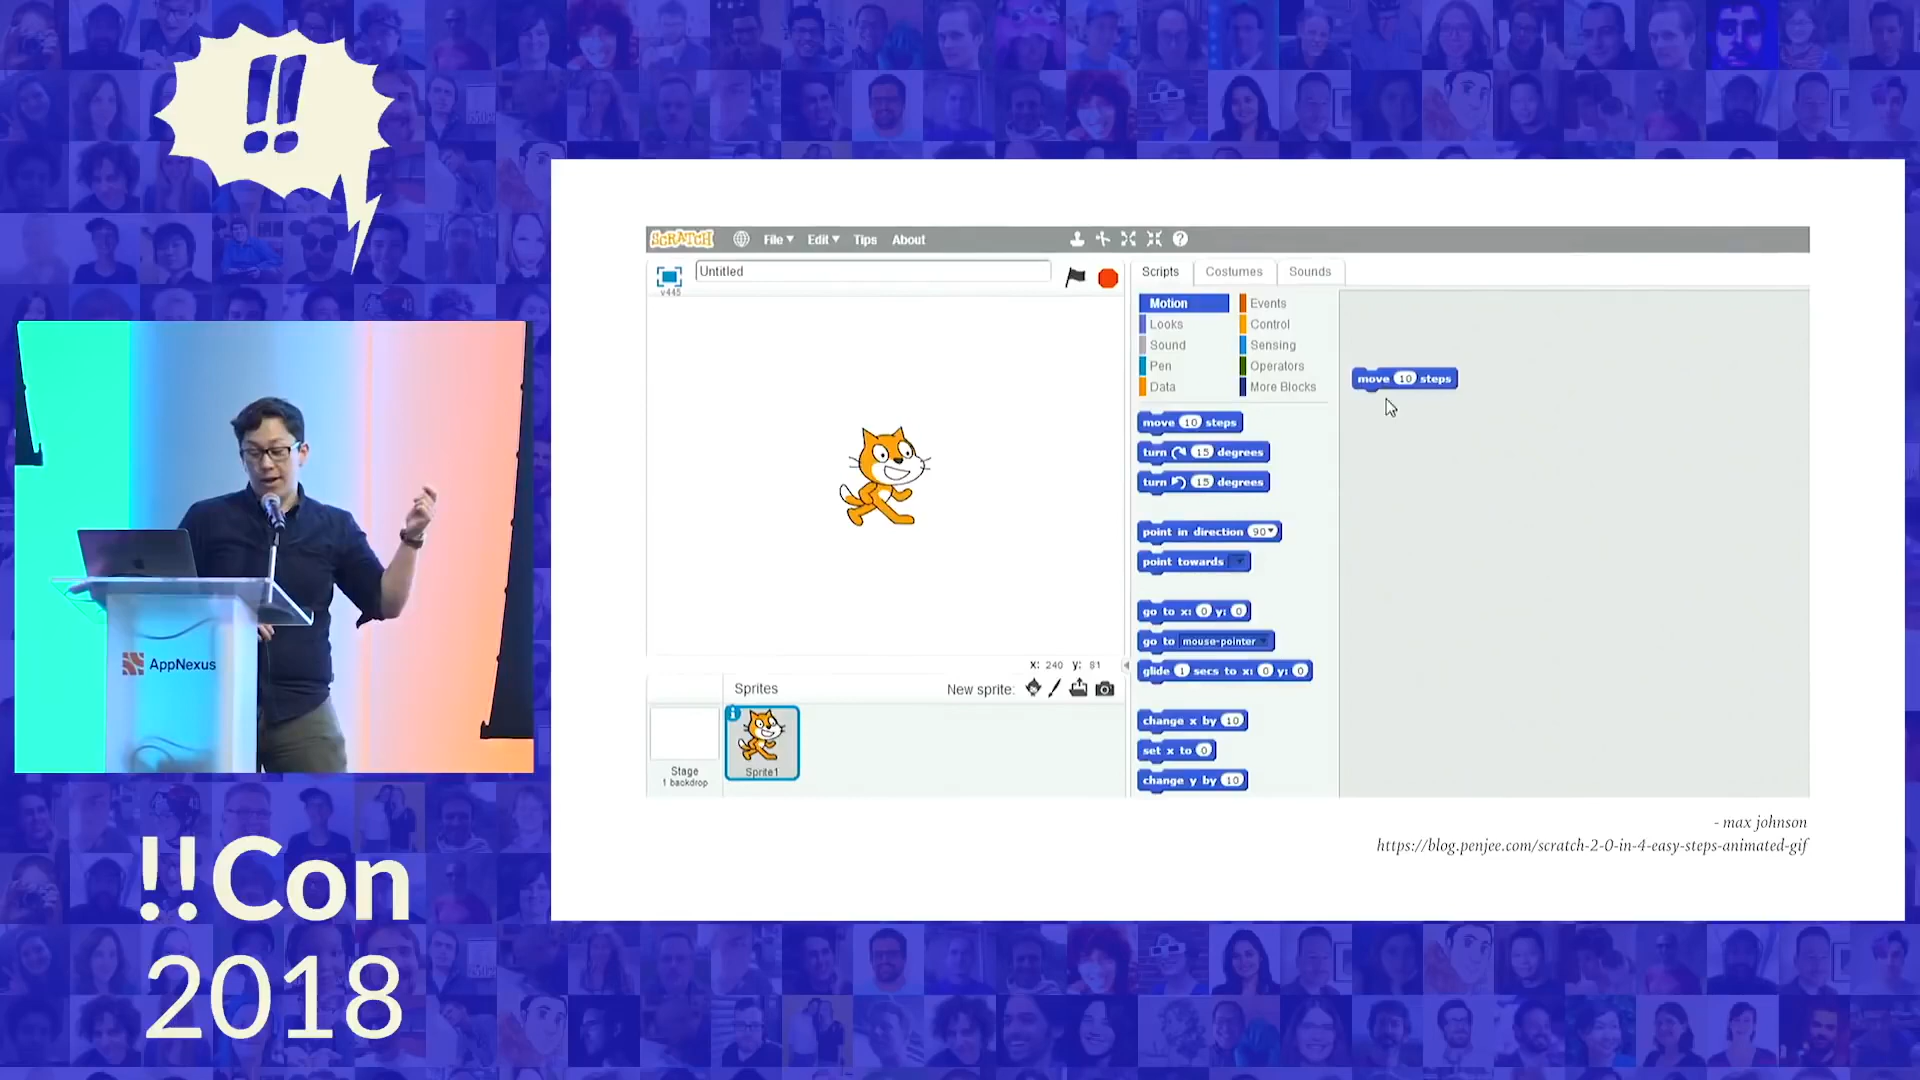 !!
SCRATCH File Edit Tips About
Untitled
v445
Scripts Costumes Sounds
Motion Events
Looks Control
Sound Sensing
Pen Operators
Data More Blocks
move 10 steps
move 10 steps
turn 15 degrees
turn 15 degrees
point in direction 90
point towards
go to x: 0 y: 0
go to mouse-pointer
glide 1 secs to x: 0 y: 0
change x by 10
set x to 0
change y by 10
x: 240 y: 81
Sprites New sprite:
Stage
1 backdrop
Sprite1
- max johnson
https://blog.penjee.com/scratch-2-0-in-4-easy-steps-animated-gif
AppNexus
!!Con
2018